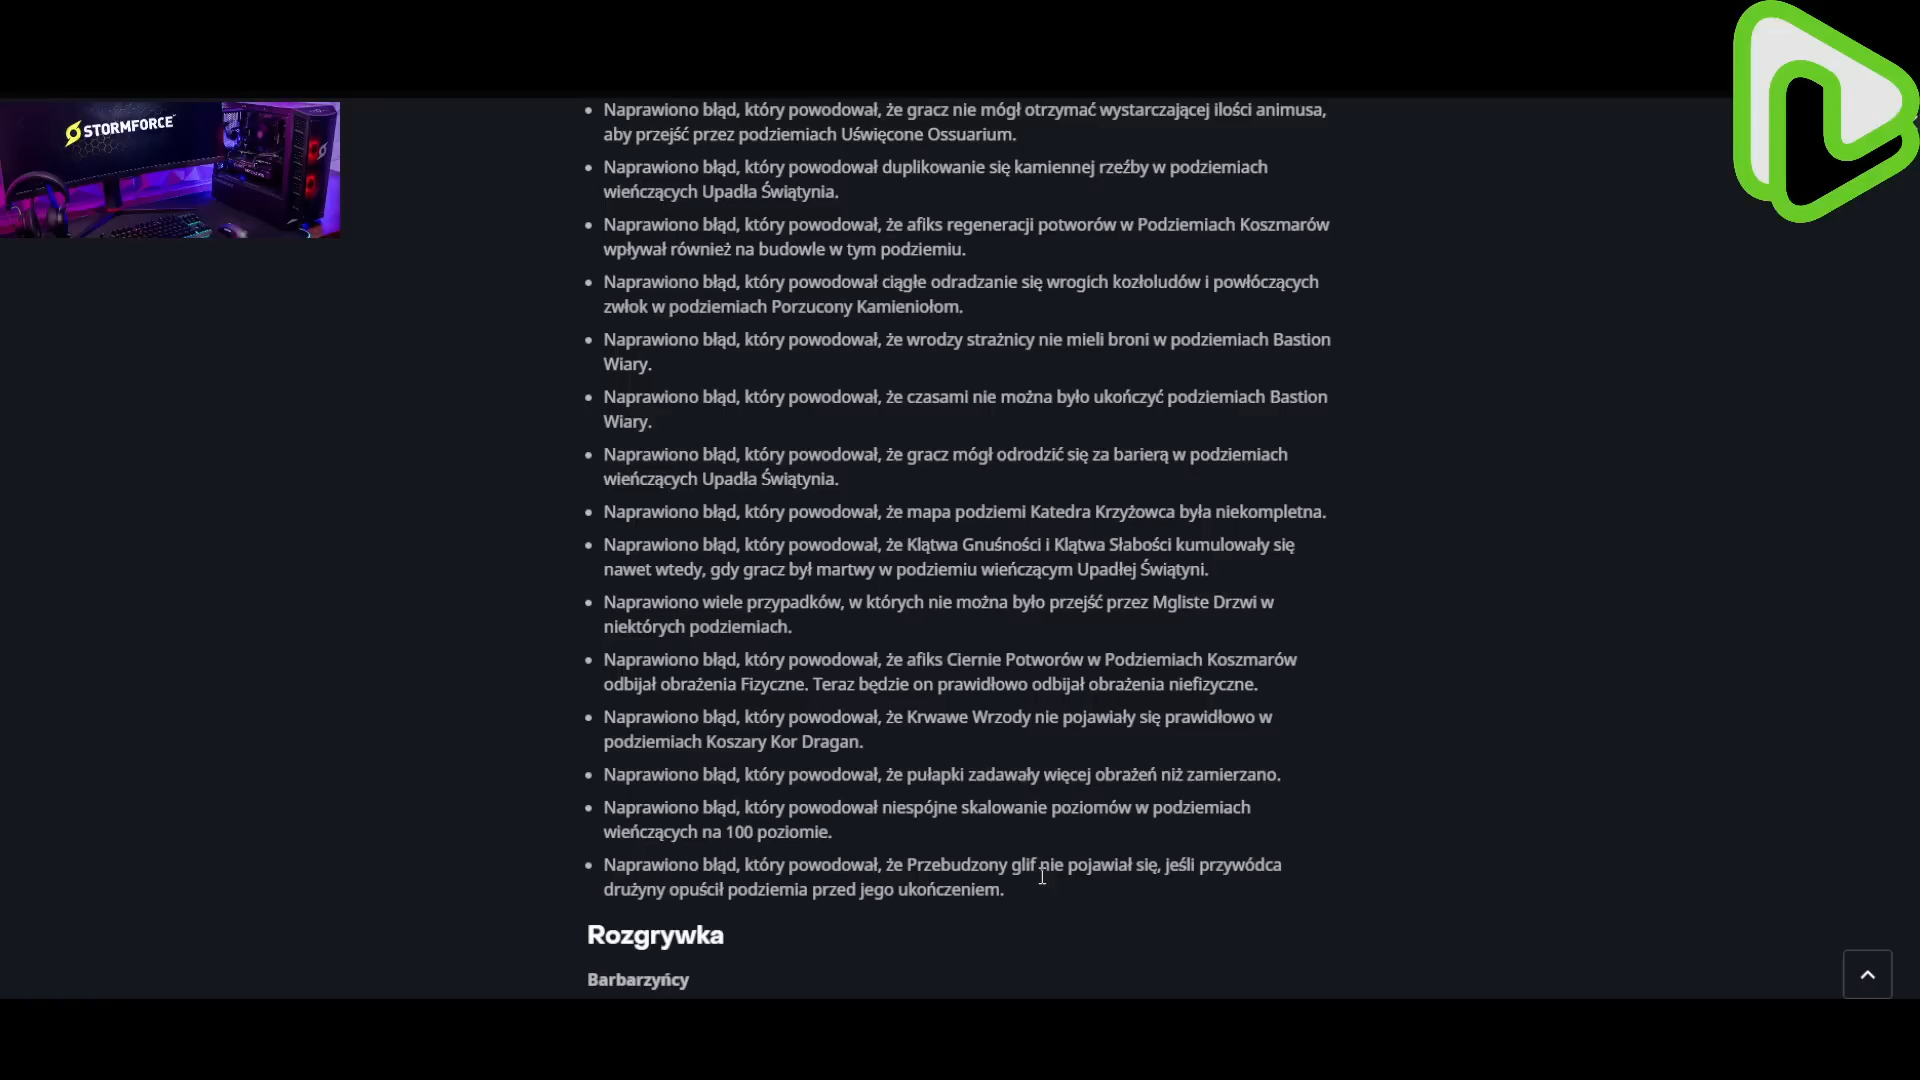 STORMFORCE
Naprawiono błąd, który powodował, że gracz nie mógł otrzymać wystarczającej ilości animusa,
aby przejść przez podziemiach Uświęcone Ossuarium.
Naprawiono błąd, który powodował duplikowanie się kamiennej rzeźby w podziemiach
wieńczących Upadła Świątynia.
Naprawiono błąd, który powodował, że afiks regeneracji potworów w Podziemiach Koszmarów
wpływał również na budowle w tym podziemiu.
Naprawiono błąd, który powodował ciągłe odradzanie się wrogich kozłoludów i powłóczących
zwłok w podziemiach Porzucony Kamieniołom.
Naprawiono błąd, który powodował, że wrodzy strażnicy nie mieli broni w podziemiach Bastion
Wiary.
Naprawiono błąd, który powodował, że czasami nie można było ukończyć podziemiach Bastion
Wiary.
Naprawiono błąd, który powodował, że gracz mógł odrodzić się za barierą w podziemiach
wieńczących Upadła Świątynia.
Naprawiono błąd, który powodował, że mapa podziemi Katedra Krzyżowca była niekompletna.
Naprawiono błąd, który powodował, że Klątwa Gnuśności i Klątwa Słabości kumulowały się
nawet wtedy, gdy gracz był martwy w podziemiu wieńczącym Upadłej Świątyni.
Naprawiono wiele przypadków, w których nie można było przejść przez Mgliste Drzwi w
niektórych podziemiach.
Naprawiono błąd, który powodował, że afiks Ciernie Potworów w Podziemiach Koszmarów
odbijał obrażenia Fizyczne. Teraz będzie on prawidłowo odbijał obrażenia niefizyczne.
Naprawiono błąd, który powodował, że Krwawe Wrzody nie pojawiały się prawidłowo w
podziemiach Koszary Kor Dragan.
Naprawiono błąd, który powodował, że pułapki zadawały więcej obrażeń niż zamierzano.
Naprawiono błąd, który powodował niespójne skalowanie poziomów w podziemiach
wieńczących na 100 poziomie.
Naprawiono błąd, który powodował, że Przebudzony glif nie pojawiał się, jeśli przywódca
drużyny opuścił podziemia przed jego ukończeniem.
Rozgrywka
Barbarzyńcy